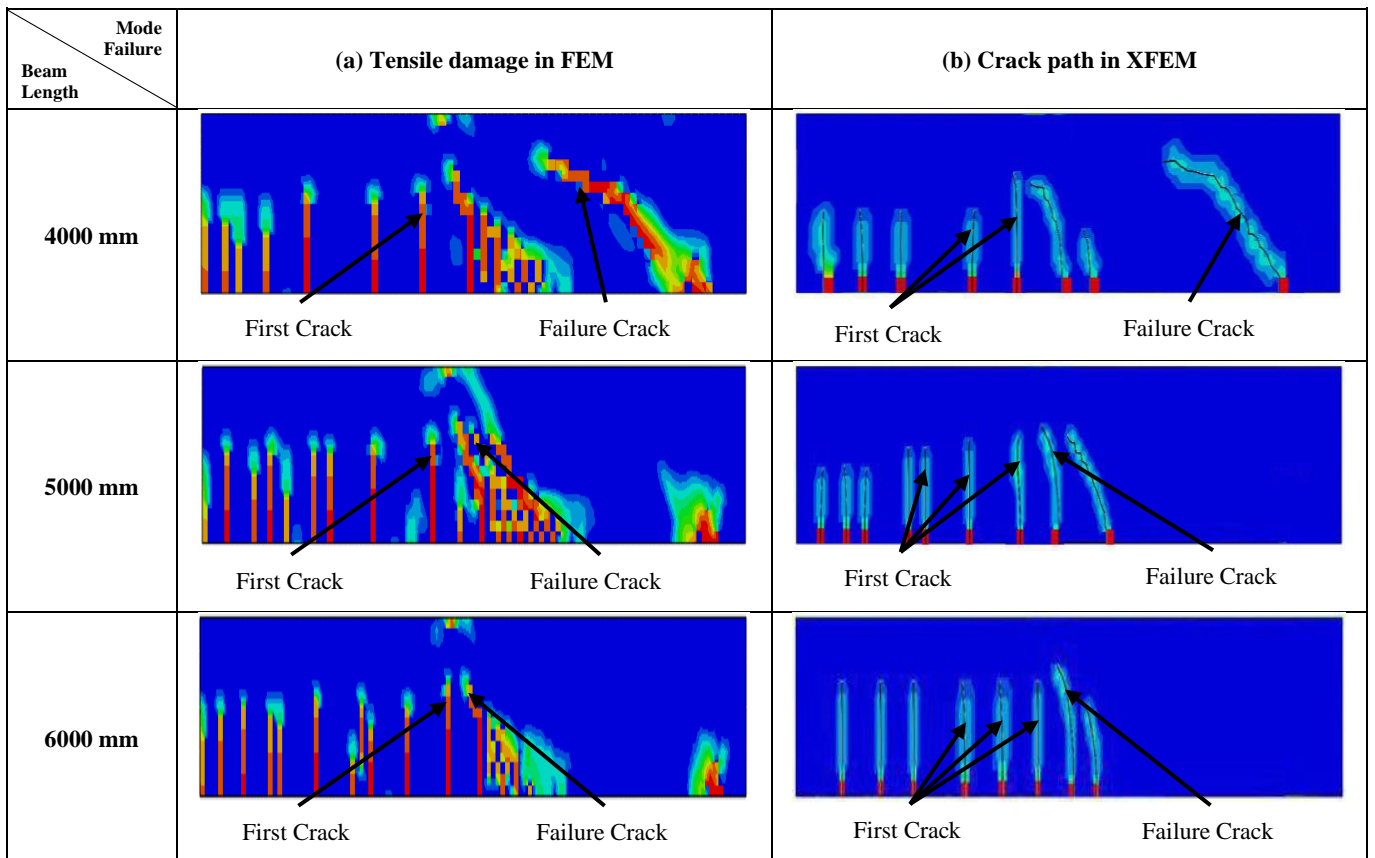 Mode
Failure
Beam
Length
(a) Tensile damage in FEM
(b) Crack path in XFEM
4000 mm
First Crack
Failure Crack
First Crack
Failure Crack
5000 mm
First Crack
Failure Crack
First Crack
Failure Crack
6000 mm
First Crack
Failure Crack
First Crack
Failure Crack